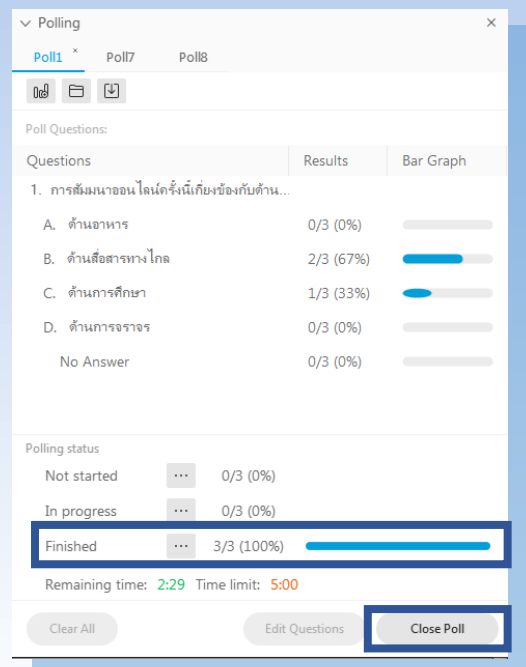 Polling
Poll1 Poll7 Poll8
Poll Questions:
Questions Results Bar Graph
1. การสัมมนาออนไลน์ครั้งนี้เกี่ยวข้องกับด้าน...
A. ด้านอาหาร 0/3 (0%)
B. ด้านสื่อสารทางไกล 2/3 (67%)
C. ด้านการศึกษา 1/3 (33%)
D. ด้านการจราจร 0/3 (0%)
No Answer 0/3 (0%)
Polling status
Not started ... 0/3 (0%)
In progress ... 0/3 (0%)
Finished ... 3/3 (100%)
Remaining time: 2:29 Time limit: 5:00
Clear All Edit Questions Close Poll